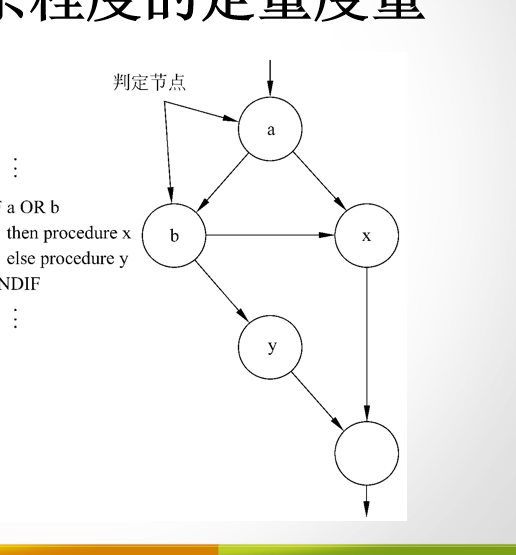 程度的定量度量
判定节点
a
⋮
a OR b
then procedure x
b
x
else procedure y
NDIF
⋮
y